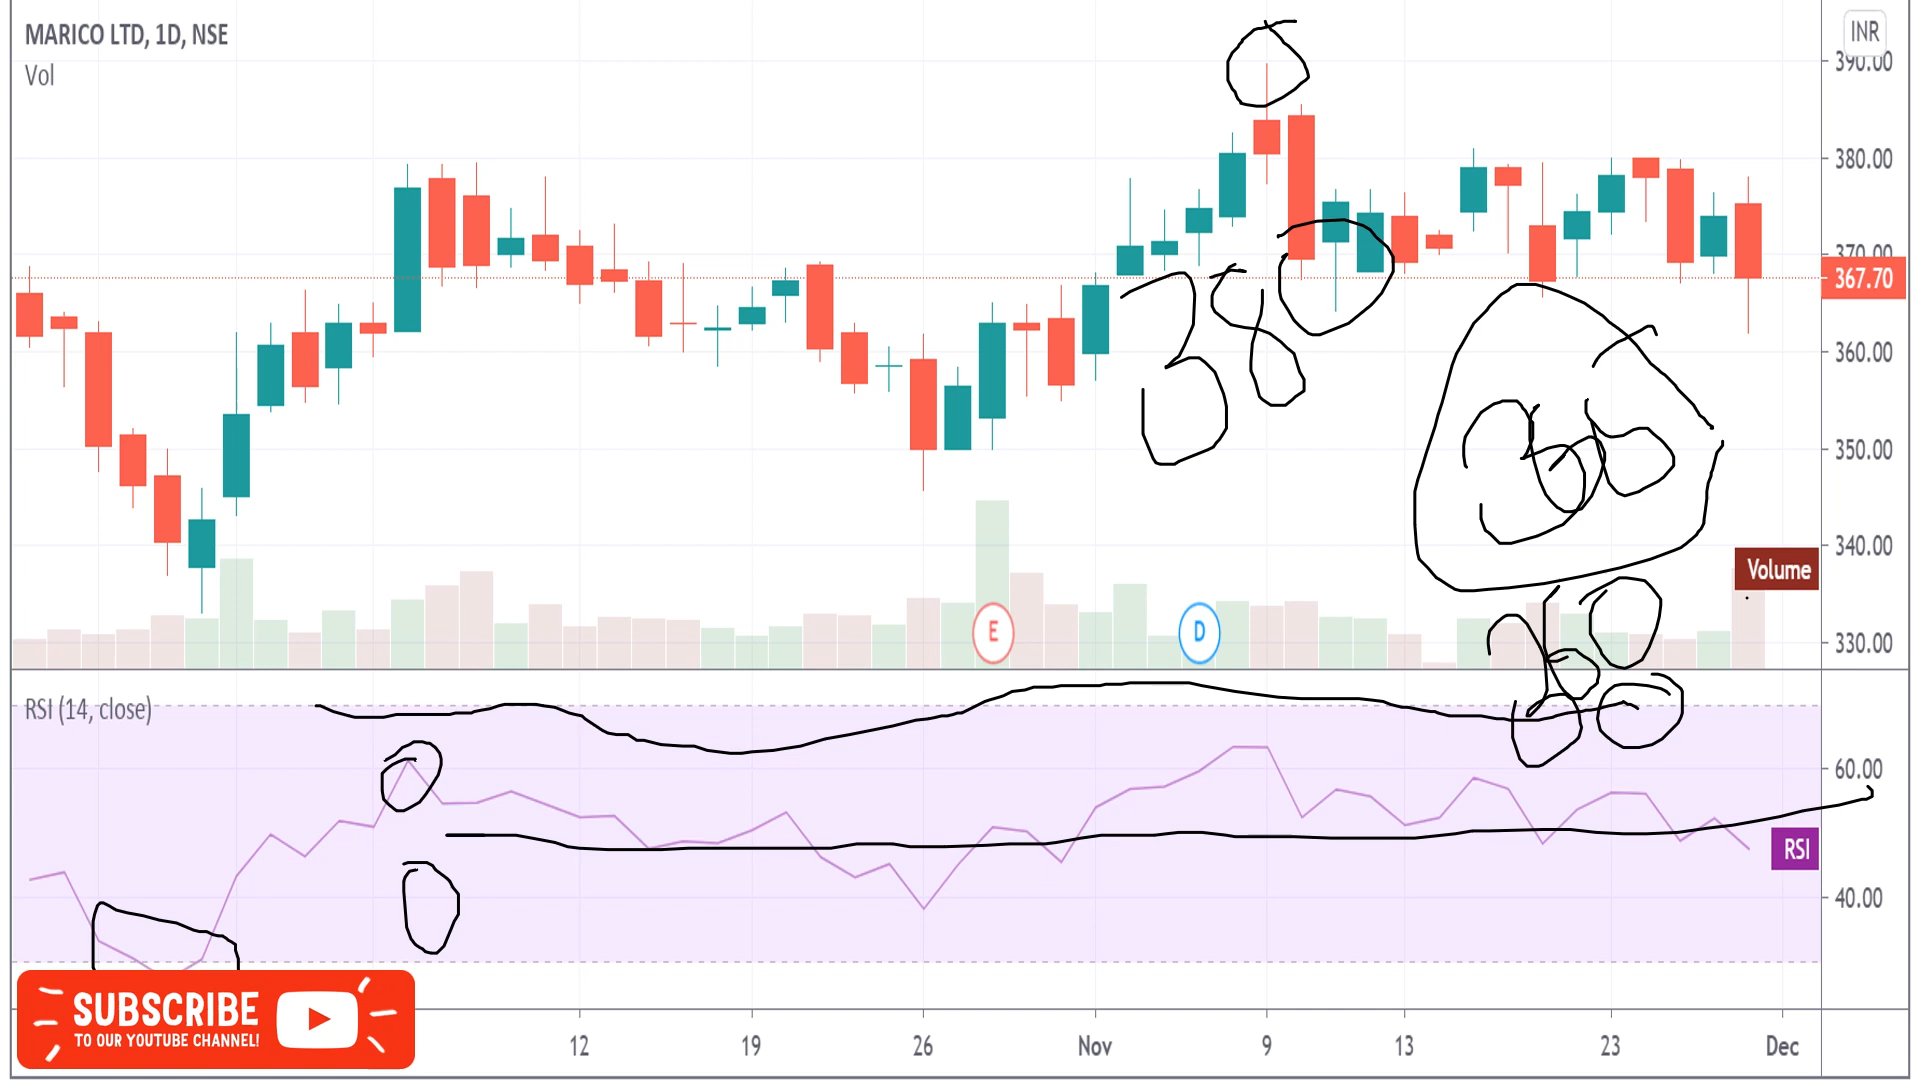 MARICO LTD, 1D, NSE
INR
Vol
390.00
380.00
370.00
367.70
360.00
350.00
340.00
Volume
E
D
330.00
RSI (14, close)
60.00
RSI
40.00
SUBSCRIBE
TO OUR YOUTUBE CHANNEL!
12
19
26
Nov
9
13
23
Dec